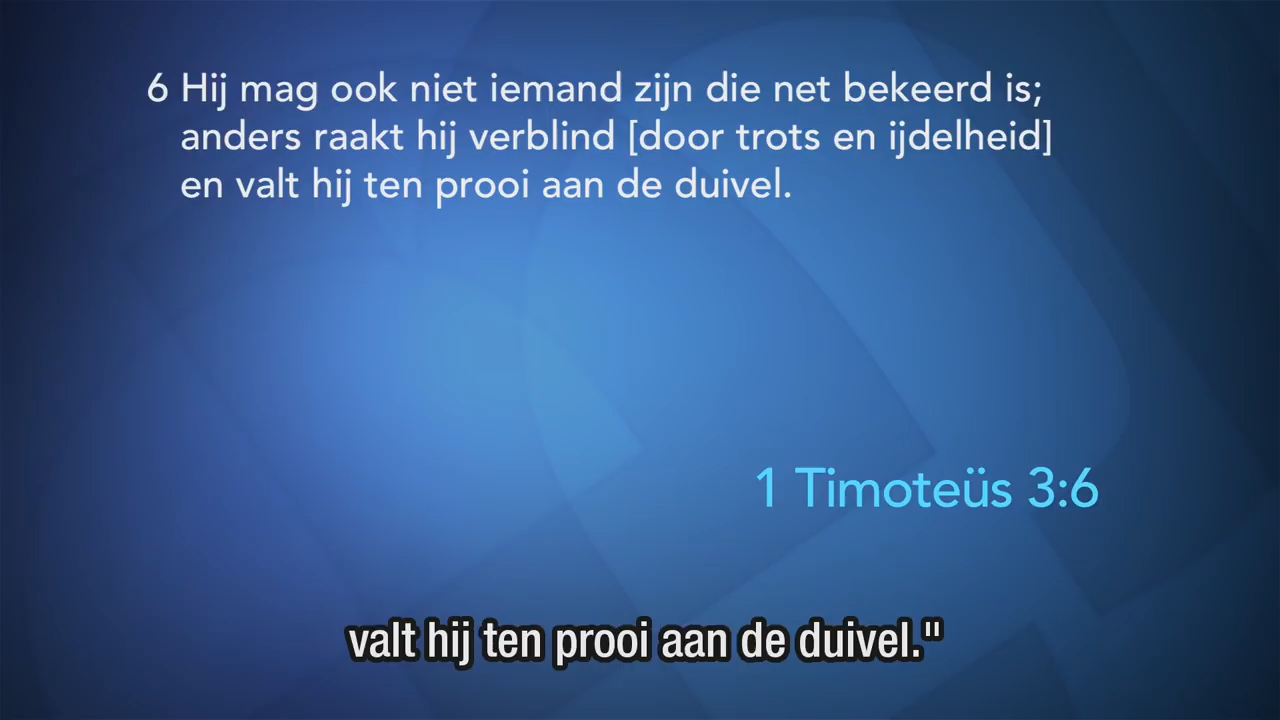 6 Hij mag ook niet iemand zijn die net bekeerd is;
anders raakt hij verblind [door trots en ijdelheid]
en valt hij ten prooi aan de duivel.
1 Timoteüs 3:6
valt hij ten prooi aan de duivel."